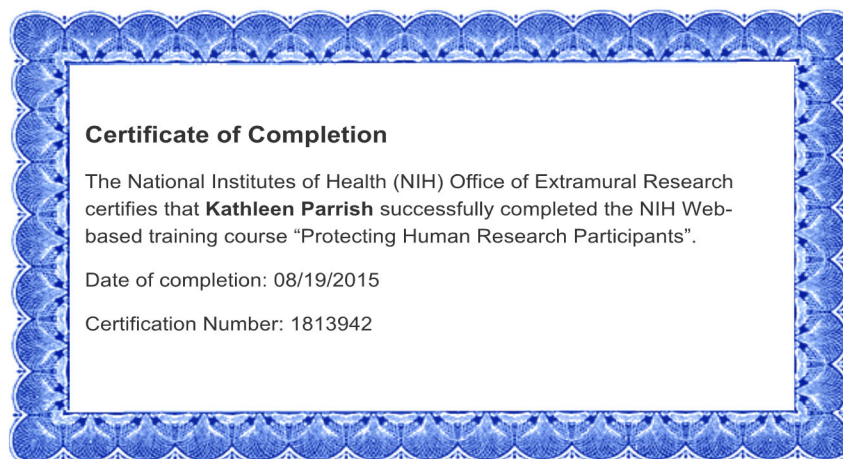 Certificate of Completion
The National Institutes of Health (NIH) Office of Extramural Research
certifies that Kathleen Parrish successfully completed the NIH Web-
based training course “Protecting Human Research Participants”.
Date of completion: 08/19/2015
Certification Number: 1813942